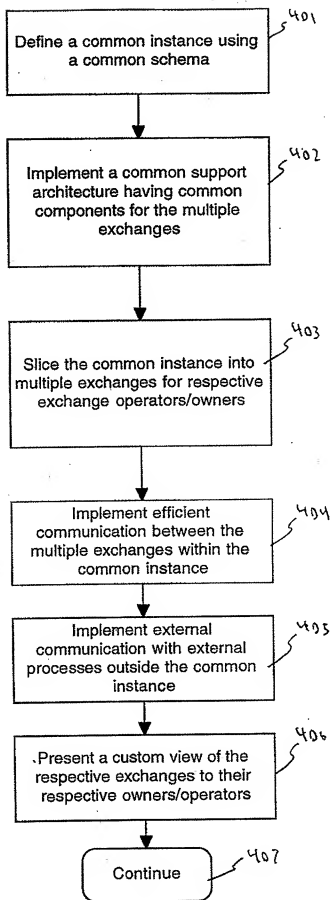 401
Define a common instance using
a common schema
402
Implement a common support
architecture having common
components for the multiple
exchanges
403
Slice the common instance into
multiple exchanges for respective
exchange operators/owners
404
Implement efficient
communication between the
multiple exchanges within the
common instance
405
Implement external
communication with external
processes outside the common
instance
406
Present a custom view of the
respective exchanges to their
respective owners/operators
407
Continue